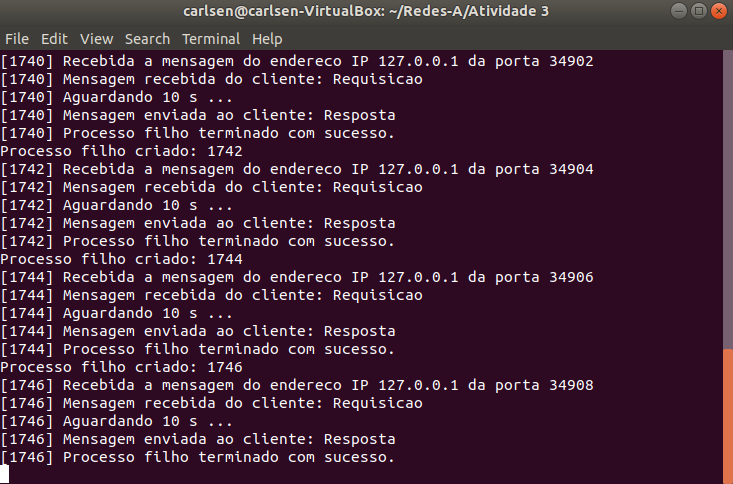 carlsen@carlsen-VirtualBox: ~/Redes-A/Atividade 3
File Edit View Search Terminal Help
[1740] Recebida a mensagem do endereco IP 127.0.0.1 da porta 34902
[1740] Mensagem recebida do cliente: Requisicao
[1740] Aguardando 10 s ...
[1740] Mensagem enviada ao cliente: Resposta
[1740] Processo filho terminado com sucesso.
Processo filho criado: 1742
[1742] Recebida a mensagem do endereco IP 127.0.0.1 da porta 34904
[1742] Mensagem recebida do cliente: Requisicao
[1742] Aguardando 10 s ...
[1742] Mensagem enviada ao cliente: Resposta
[1742] Processo filho terminado com sucesso.
Processo filho criado: 1744
[1744] Recebida a mensagem do endereco IP 127.0.0.1 da porta 34906
[1744] Mensagem recebida do cliente: Requisicao
[1744] Aguardando 10 s ...
[1744] Mensagem enviada ao cliente: Resposta
[1744] Processo filho terminado com sucesso.
Processo filho criado: 1746
[1746] Recebida a mensagem do endereco IP 127.0.0.1 da porta 34908
[1746] Mensagem recebida do cliente: Requisicao
[1746] Aguardando 10 s ...
[1746] Mensagem enviada ao cliente: Resposta
[1746] Processo filho terminado com sucesso.